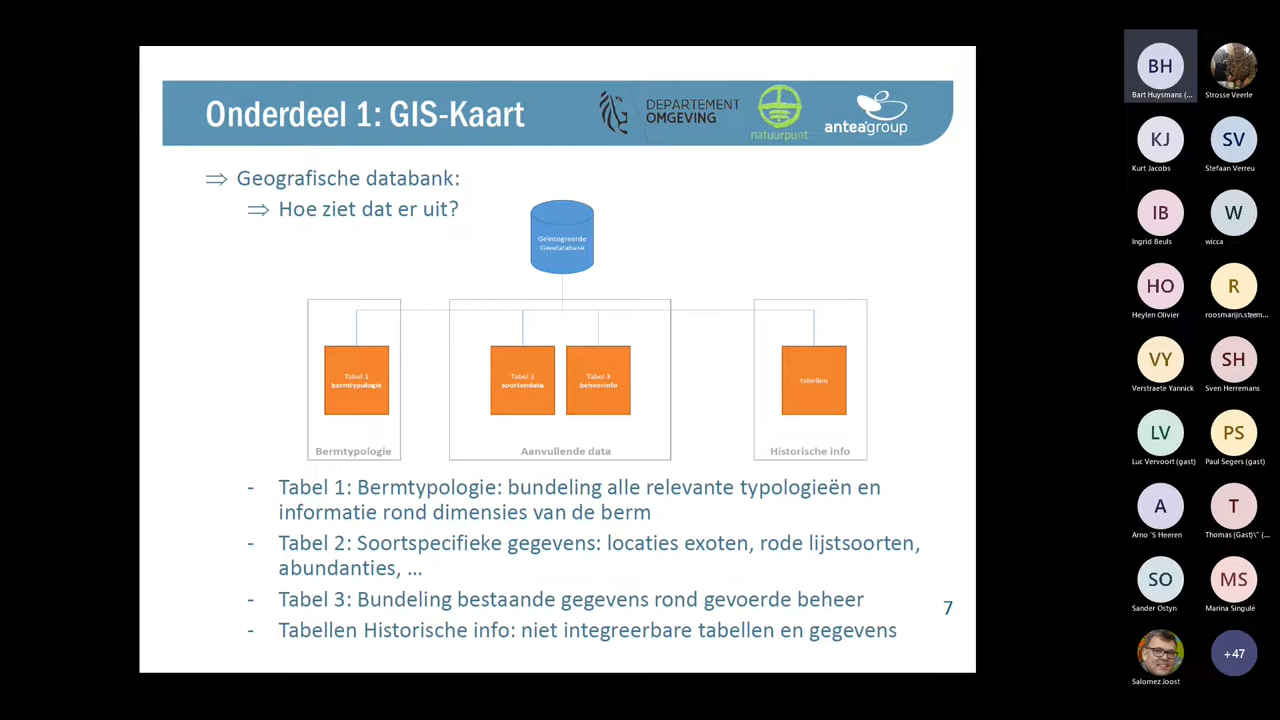 Onderdeel 1: GIS-Kaart
DEPARTEMENT
OMGEVING
natuurpunt
anteagroup
⇒ Geografische databank:
⇒ Hoe ziet dat er uit?
Geïntegreerde
Geodatabase
Tabel 1
bermtypologie
Tabel 2
soortendata
Tabel 3
beheerinfo
tabellen
Bermtypologie
Aanvullende data
Historische info
- Tabel 1: Bermtypologie: bundeling alle relevante typologieën en
informatie rond dimensies van de berm
- Tabel 2: Soortspecifieke gegevens: locaties exoten, rode lijstsoorten,
abundanties, ...
- Tabel 3: Bundeling bestaande gegevens rond gevoerde beheer
- Tabellen Historische info: niet integreerbare tabellen en gegevens
7
BH
Bart Huysmans (...
Strosse Veerle
KJ
Kurt Jacobs
SV
Stefaan Verreu
IB
Ingrid Beuls
W
wicca
HO
Heylen Olivier
R
roosmarijn.steem...
VY
Verstraete Yannick
SH
Sven Herremans
LV
Luc Vervoort (gast)
PS
Paul Segers (gast)
A
Arno 'S Heeren
T
Thomas (Gast)\" (...
SO
Sander Ostyn
MS
Marina Singulé
Salomez Joost
+47